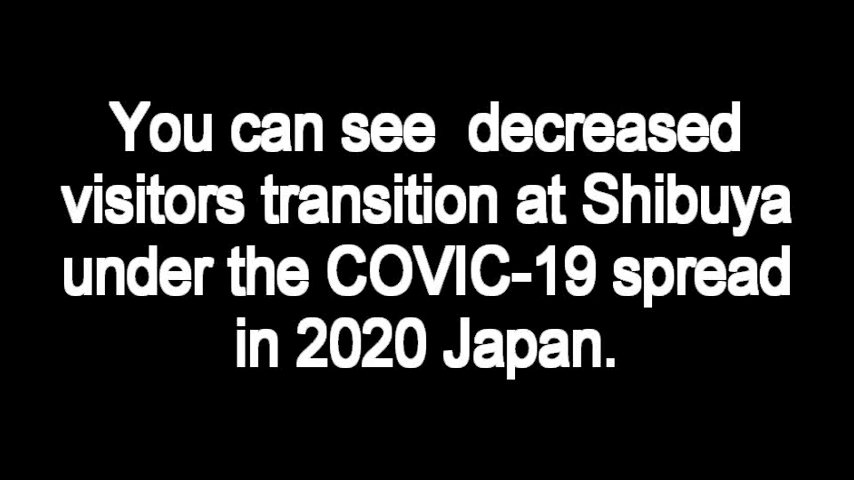 You can see  decreased
visitors transition at Shibuya
under the COVIC-19 spread
in 2020 Japan.